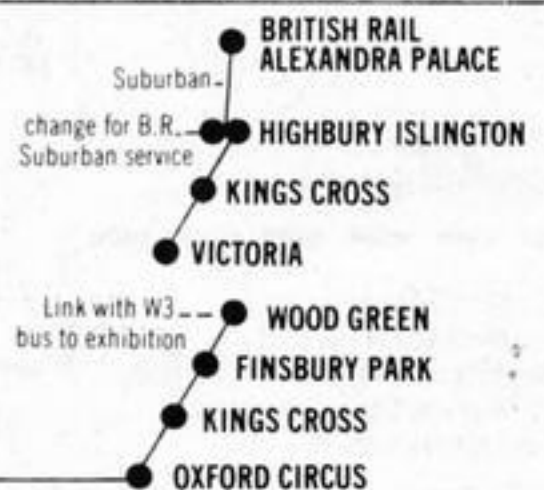 BRITISH RAIL
ALEXANDRA PALACE
Suburban
change for B.R.
Suburban service
HIGHBURY ISLINGTON
KINGS CROSS
VICTORIA
Link with W3
bus to exhibition
WOOD GREEN
FINSBURY PARK
KINGS CROSS
OXFORD CIRCUS